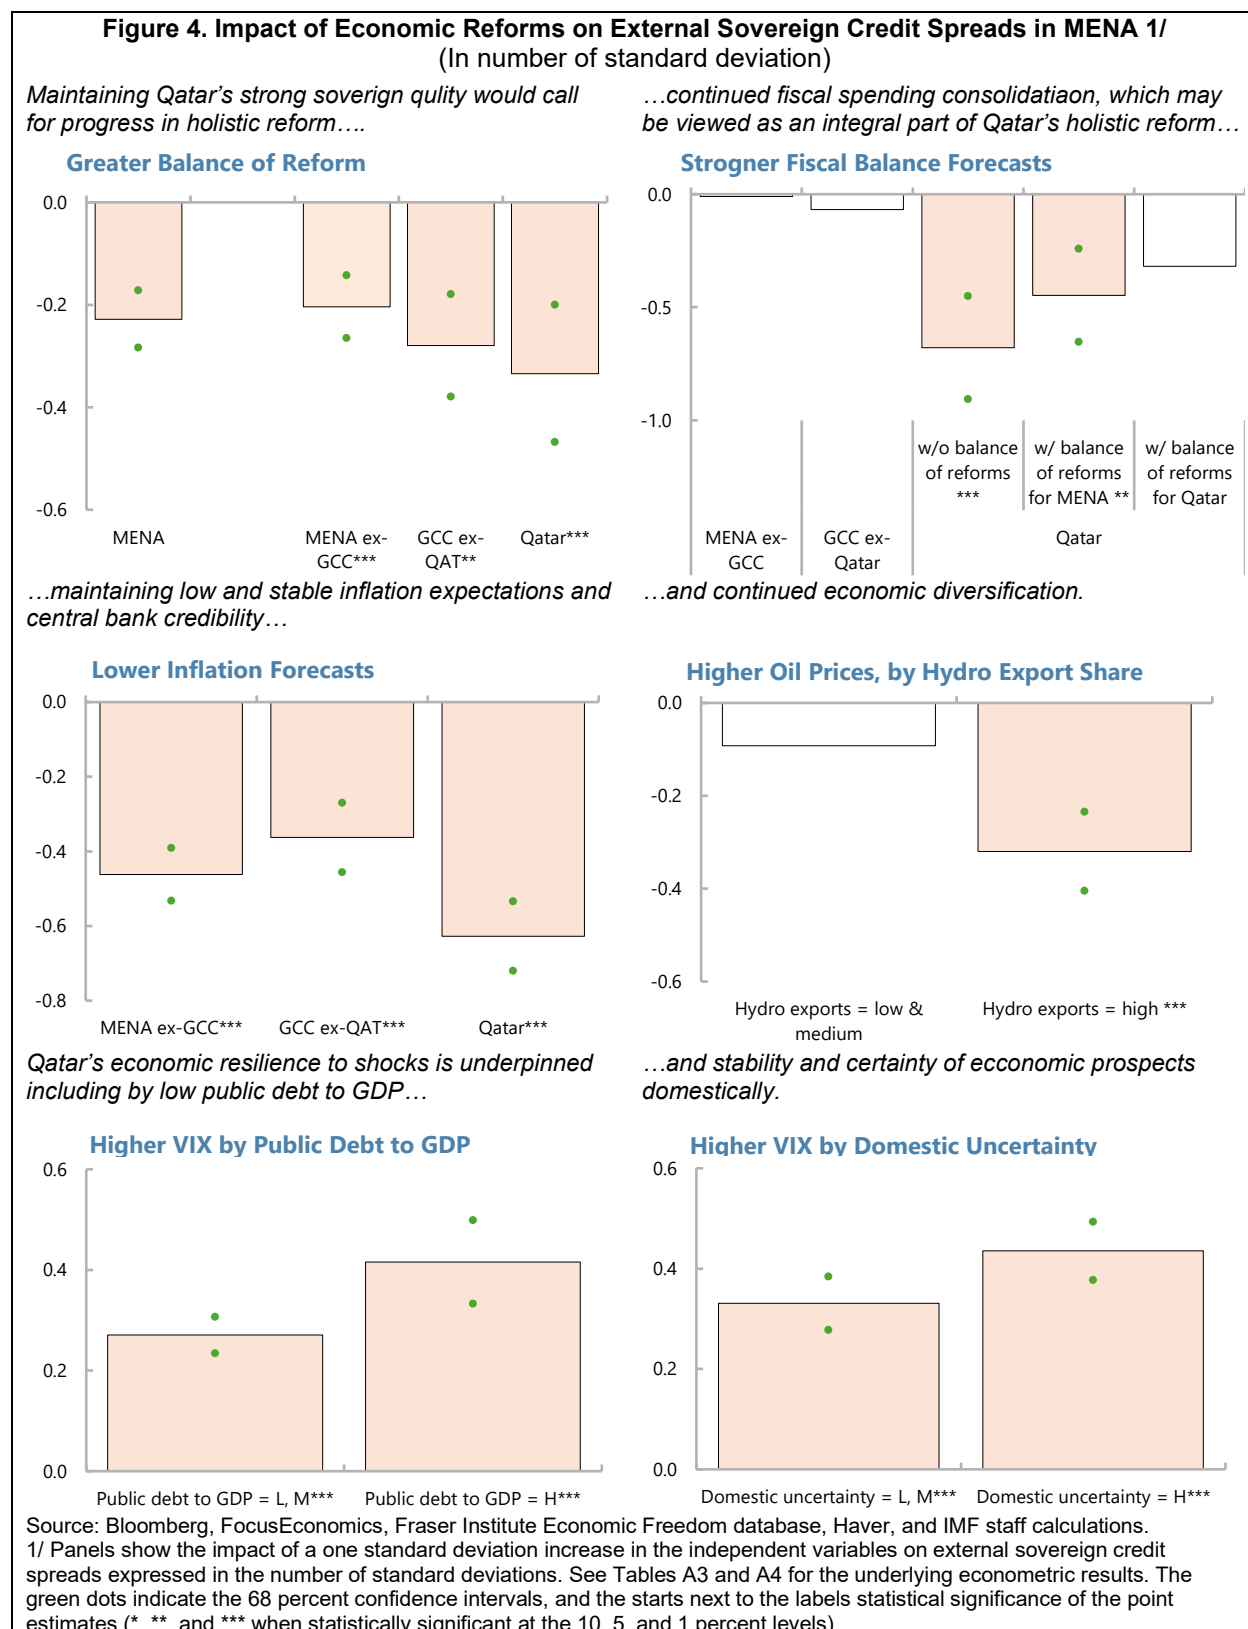 Figure 4. Impact of Economic Reforms on External Sovereign Credit Spreads in MENA 1/
(In number of standard deviation)
Maintaining Qatar's strong soverign qulity would call
for progress in holistic reform….
Greater Balance of Reform
0.0
-0.2
-0.4
-0.6
MENA
MENA ex-
GCC***
GCC ex-
QAT**
Qatar***
…continued fiscal spending consolidatiaon, which may
be viewed as an integral part of Qatar's holistic reform…
Strogner Fiscal Balance Forecasts
0.0
-0.5
-1.0
w/o balance
of reforms
***
w/ balance
of reforms
for MENA **
w/ balance
of reforms
for Qatar
MENA ex-
GCC
GCC ex-
Qatar
Qatar
…maintaining low and stable inflation expectations and
central bank credibility…
Lower Inflation Forecasts
0.0
-0.2
-0.4
-0.6
-0.8
MENA ex-GCC***
GCC ex-QAT***
Qatar***
…and continued economic diversification.
Higher Oil Prices, by Hydro Export Share
0.0
-0.2
-0.4
-0.6
Hydro exports = low &
medium
Hydro exports = high ***
Qatar's economic resilience to shocks is underpinned
including by low public debt to GDP…
Higher VIX by Public Debt to GDP
0.6
0.4
0.2
0.0
Public debt to GDP = L, M***
Public debt to GDP = H***
…and stability and certainty of ecconomic prospects
domestically.
Higher VIX by Domestic Uncertainty
0.6
0.4
0.2
0.0
Domestic uncertainty = L, M***
Domestic uncertainty = H***
Source: Bloomberg, FocusEconomics, Fraser Institute Economic Freedom database, Haver, and IMF staff calculations.
1/ Panels show the impact of a one standard deviation increase in the independent variables on external sovereign credit
spreads expressed in the number of standard deviations. See Tables A3 and A4 for the underlying econometric results. The
green dots indicate the 68 percent confidence intervals, and the starts next to the labels statistical significance of the point
estimates (*, **, and *** when statistically significant at the 10, 5, and 1 percent levels)